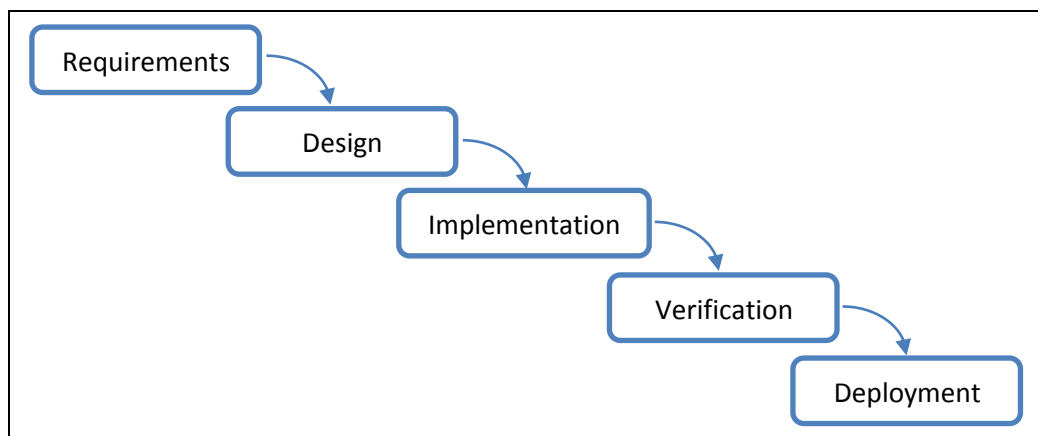 Requirements
Design
Implementation
Verification
Deployment